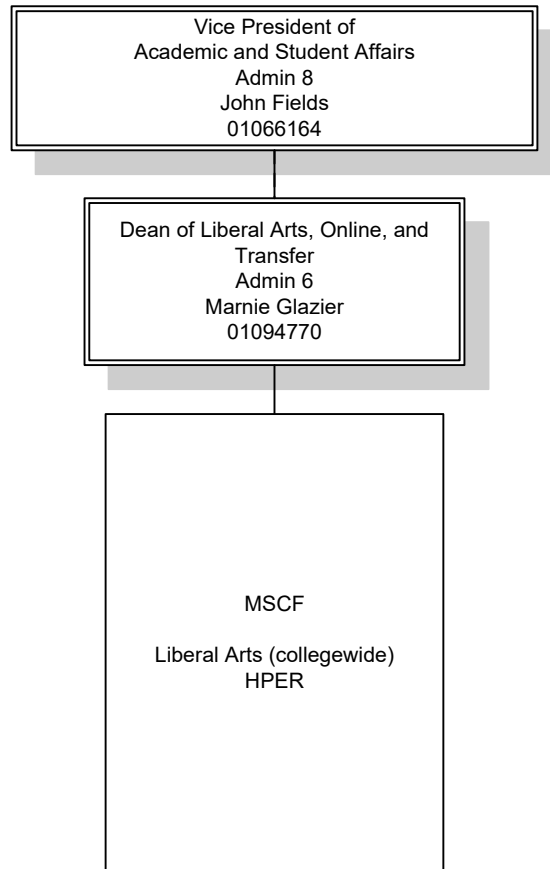 Vice President of
Academic and Student Affairs
Admin 8
John Fields
01066164
Dean of Liberal Arts, Online, and
Transfer
Admin 6
Marnie Glazier
01094770
MSCF
Liberal Arts (collegewide)
HPER